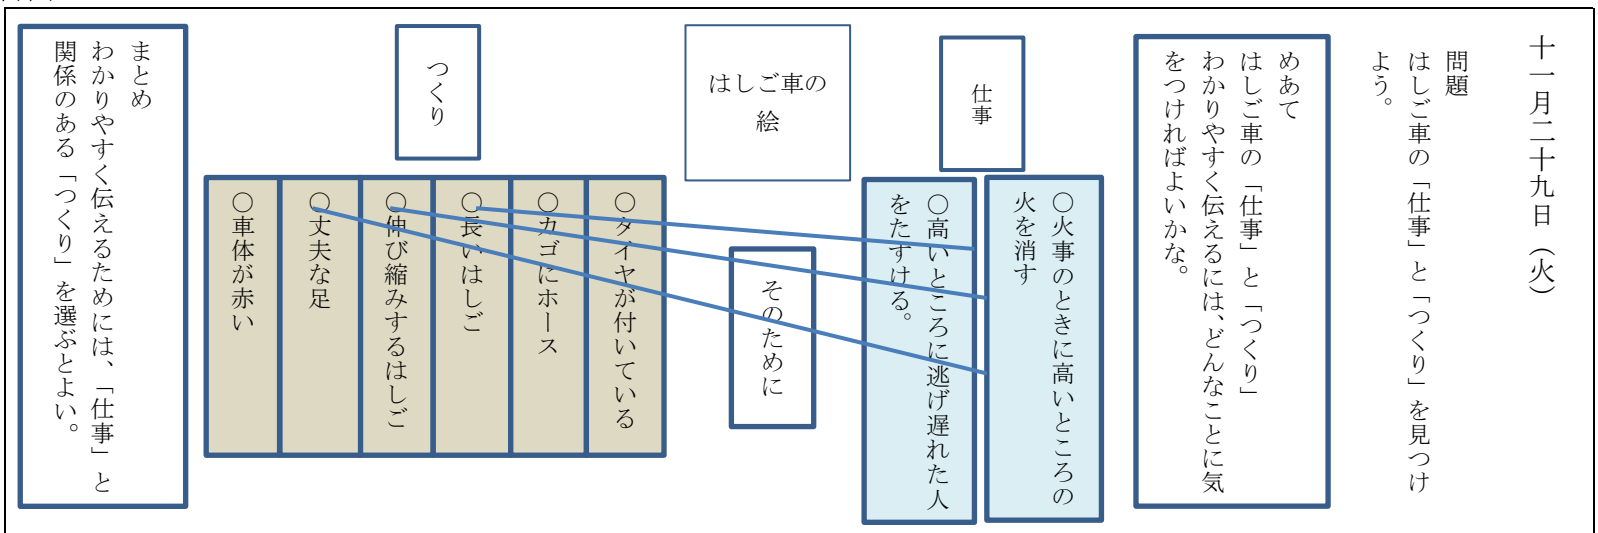 十一月二十九日（火）
問題
はしご車の「仕事」と「つくり」を見つけ
よう。
めあて
はしご車の「仕事」と「つくり」
わかりやすく伝えるには、どんなことに気
をつければよいかな。
仕事
〇火事のときに高いところの
火を消す
〇高いところに逃げ遅れた人
をたすける。
はしご車の
絵
そのために
つくり
〇タイヤが付いている
〇カゴにホース
〇長いはしご
〇伸び縮みするはしご
〇丈夫な足
〇車体が赤い
まとめ
わかりやすく伝えるためには、「仕事」と
関係のある「つくり」を選ぶとよい。